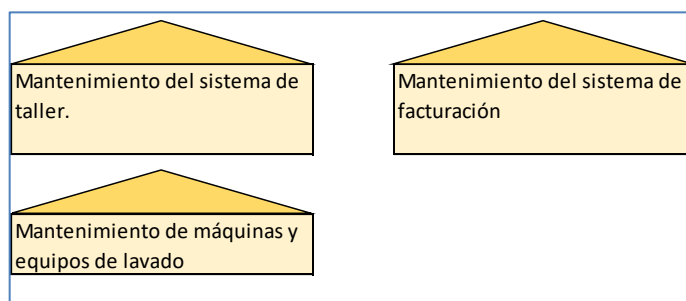 Mantenimiento del sistema de
taller.
Mantenimiento del sistema de
facturación
Mantenimiento de máquinas y
equipos de lavado